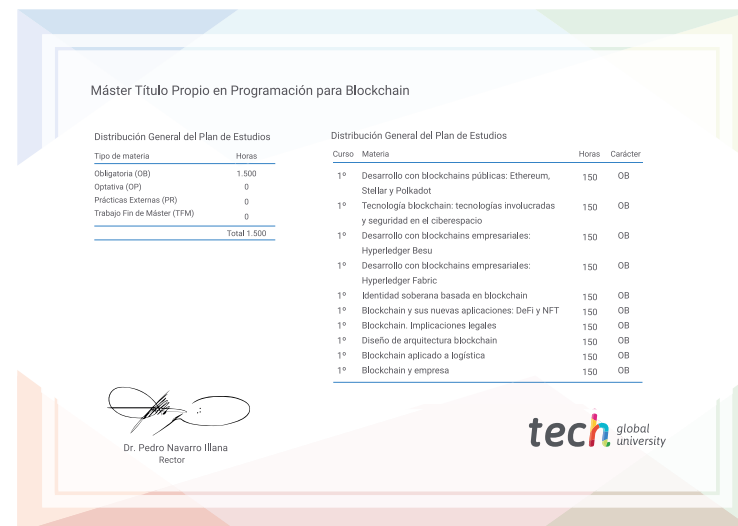 Máster Título Propio en Programación para Blockchain
Distribución General del Plan de Estudios
Tipo de materia Horas
Obligatoria (OB) 1.500
Optativa (OP) 0
Prácticas Externas (PR) 0
Trabajo Fin de Máster (TFM) 0
Total 1.500
Distribución General del Plan de Estudios
Curso Materia Horas Carácter
1º Desarrollo con blockchains públicas: Ethereum, 150 OB
Stellar y Polkadot
1º Tecnología blockchain: tecnologías involucradas 150 OB
y seguridad en el ciberespacio
1º Desarrollo con blockchains empresariales: 150 OB
Hyperledger Besu
1º Desarrollo con blockchains empresariales: 150 OB
Hyperledger Fabric
1º Identidad soberana basada en blockchain 150 OB
1º Blockchain y sus nuevas aplicaciones: DeFi y NFT 150 OB
1º Blockchain. Implicaciones legales 150 OB
1º Diseño de arquitectura blockchain 150 OB
1º Blockchain aplicado a logística 150 OB
1º Blockchain y empresa 150 OB
Dr. Pedro Navarro Illana
Rector
tech global
university